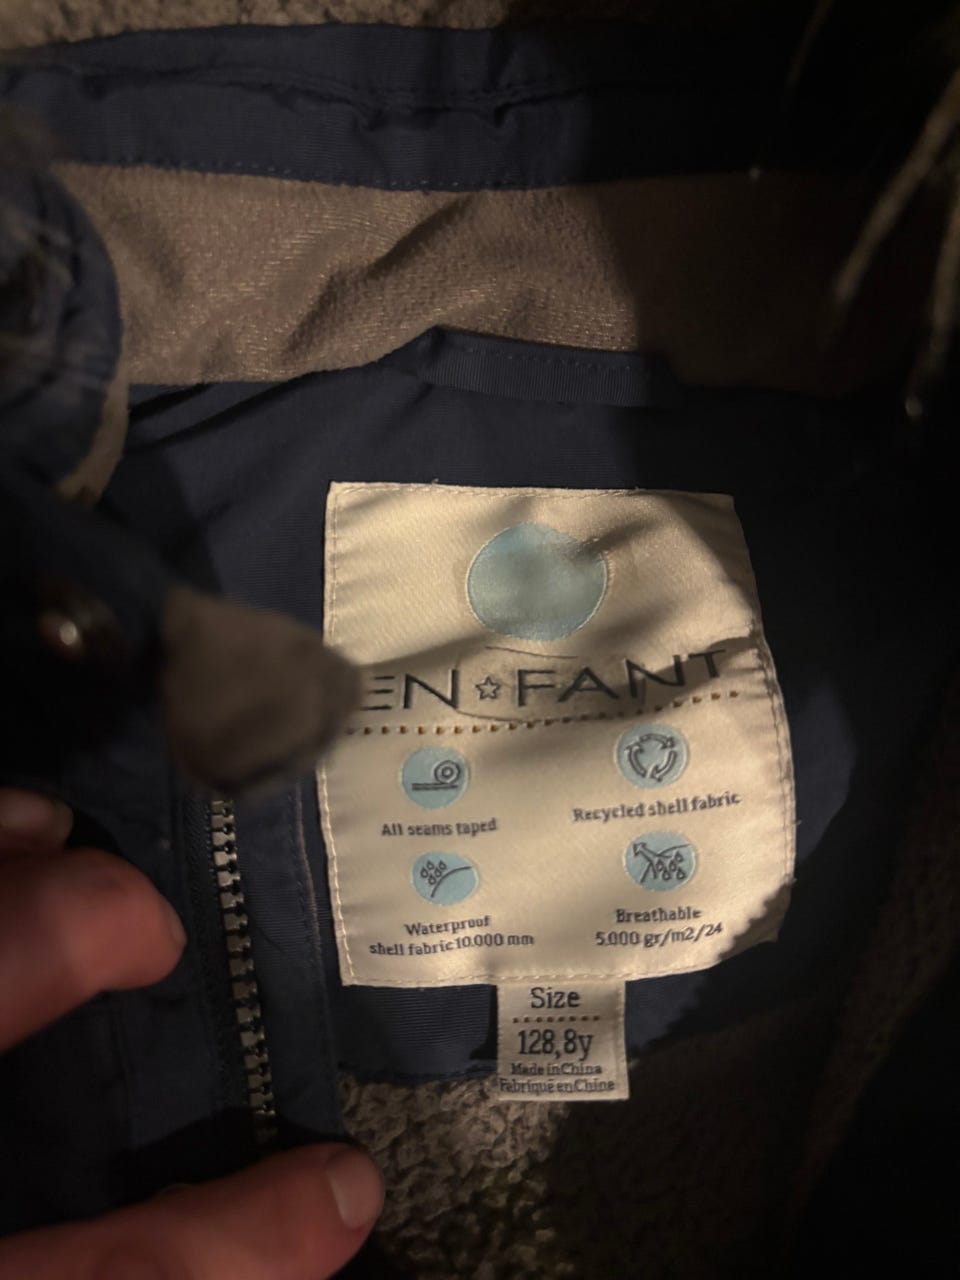 EN☆FANT
All seams taped
Recycled shell fabric
Waterproof
shell fabric 10.000 mm
Breathable
5.000 gr/m2/24
Size
128,8y
Made in China
Fabriqué en Chine